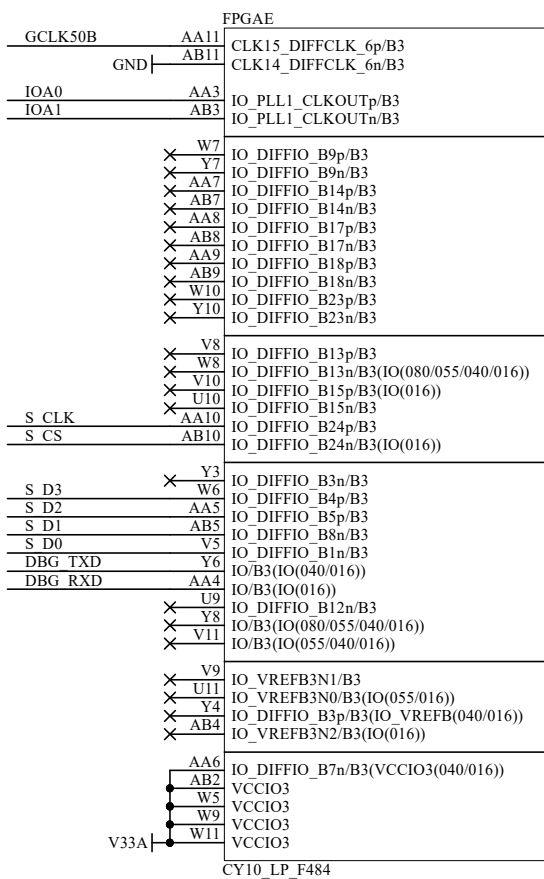 FPGAE
GCLK50B AA11 CLK15_DIFFCLK_6p/B3
GND AB11 CLK14_DIFFCLK_6n/B3
IOA0 AA3 IO_PLL1_CLKOUTp/B3
IOA1 AB3 IO_PLL1_CLKOUTn/B3
W7 IO_DIFFIO_B9p/B3
Y7 IO_DIFFIO_B9n/B3
AA7 IO_DIFFIO_B14p/B3
AB7 IO_DIFFIO_B14n/B3
AA8 IO_DIFFIO_B17p/B3
AB8 IO_DIFFIO_B17n/B3
AA9 IO_DIFFIO_B18p/B3
AB9 IO_DIFFIO_B18n/B3
W10 IO_DIFFIO_B23p/B3
Y10 IO_DIFFIO_B23n/B3
V8 IO_DIFFIO_B13p/B3
W8 IO_DIFFIO_B13n/B3(IO(080/055/040/016))
V10 IO_DIFFIO_B15p/B3(IO(016)
U10 IO_DIFFIO_B15n/B3
S_CLK AA10 IO_DIFFIO_B24p/B3
S_CS AB10 IO_DIFFIO_B24n/B3(IO(016)
Y3 IO_DIFFIO_B3n/B3
S_D3 W6 IO_DIFFIO_B4p/B3
S_D2 AA5 IO_DIFFIO_B5p/B3
S_D1 AB5 IO_DIFFIO_B8n/B3
S_D0 V5 IO_DIFFIO_B1n/B3
DBG_TXD Y6 IO/B3(IO(040/016))
DBG_RXD AA4 IO/B3(IO(016))
U9 IO_DIFFIO_B12n/B3
Y8 IO/B3(IO(080/055/040/016))
V11 IO/B3(IO(055/040/016))
V9 IO_VREFB3N1/B3
U11 IO_VREFB3N0/B3(IO(055/016))
Y4 IO_DIFFIO_B3p/B3(IO_VREFB(040/016))
AB4 IO_VREFB3N2/B3(IO(016))
AA6 IO_DIFFIO_B7n/B3(VCCIO3(040/016))
AB2 VCCIO3
W5 VCCIO3
W9 VCCIO3
V33A W11 VCCIO3
CY10_LP_F484